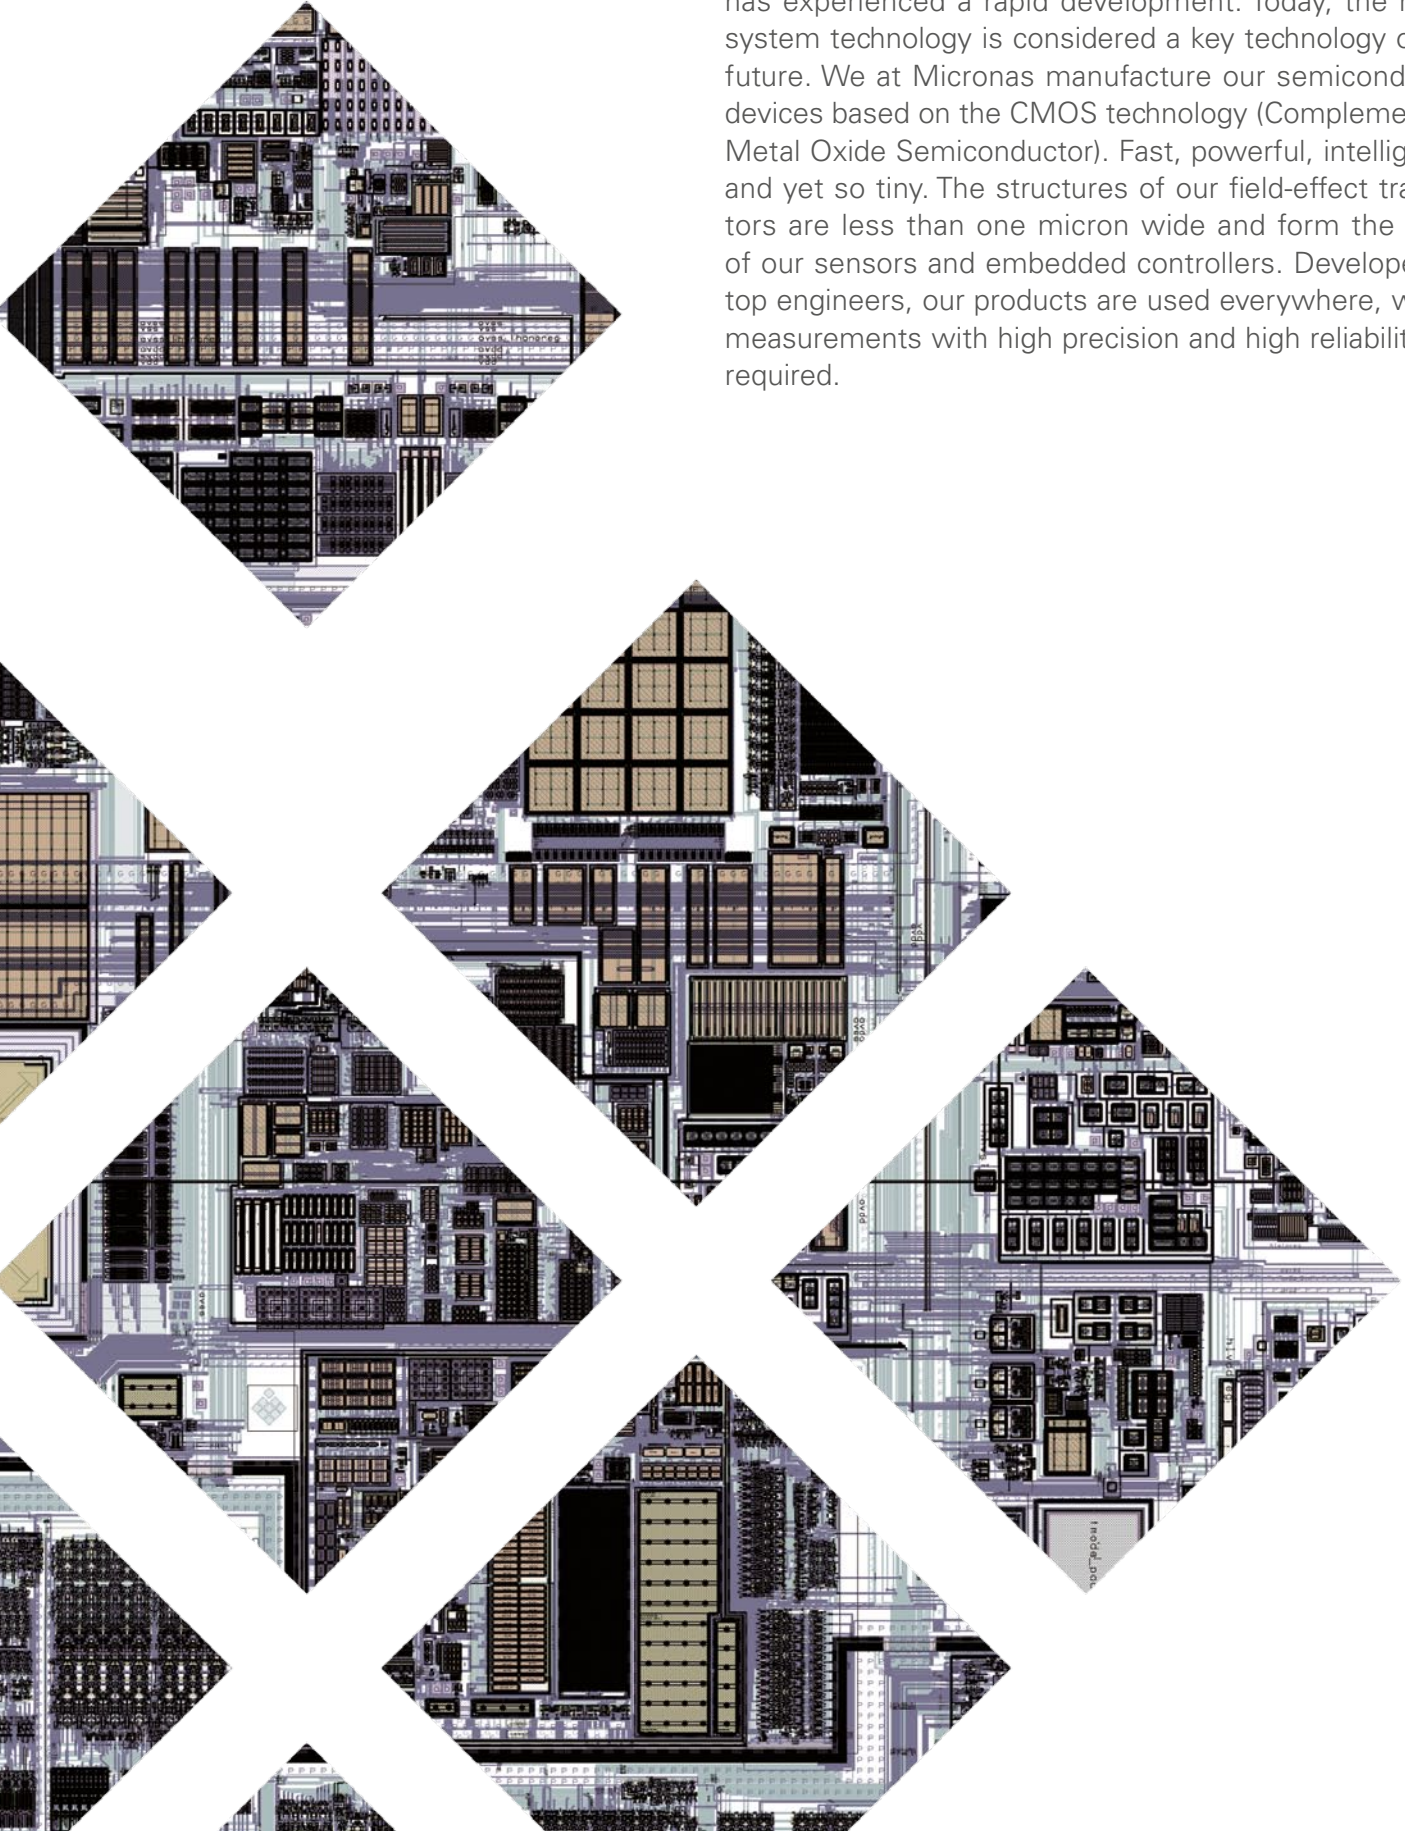 has experienced a rapid development. Today, the
system technology is considered a key technology
future. We at Micronas manufacture our semicond
devices based on the CMOS technology (Compleme
Metal Oxide Semiconductor). Fast, powerful, intellig
and yet so tiny. The structures of our field-effect tra
tors are less than one micron wide and form the
of our sensors and embedded controllers. Develope
top engineers, our products are used everywhere, w
measurements with high precision and high reliabilit
required.